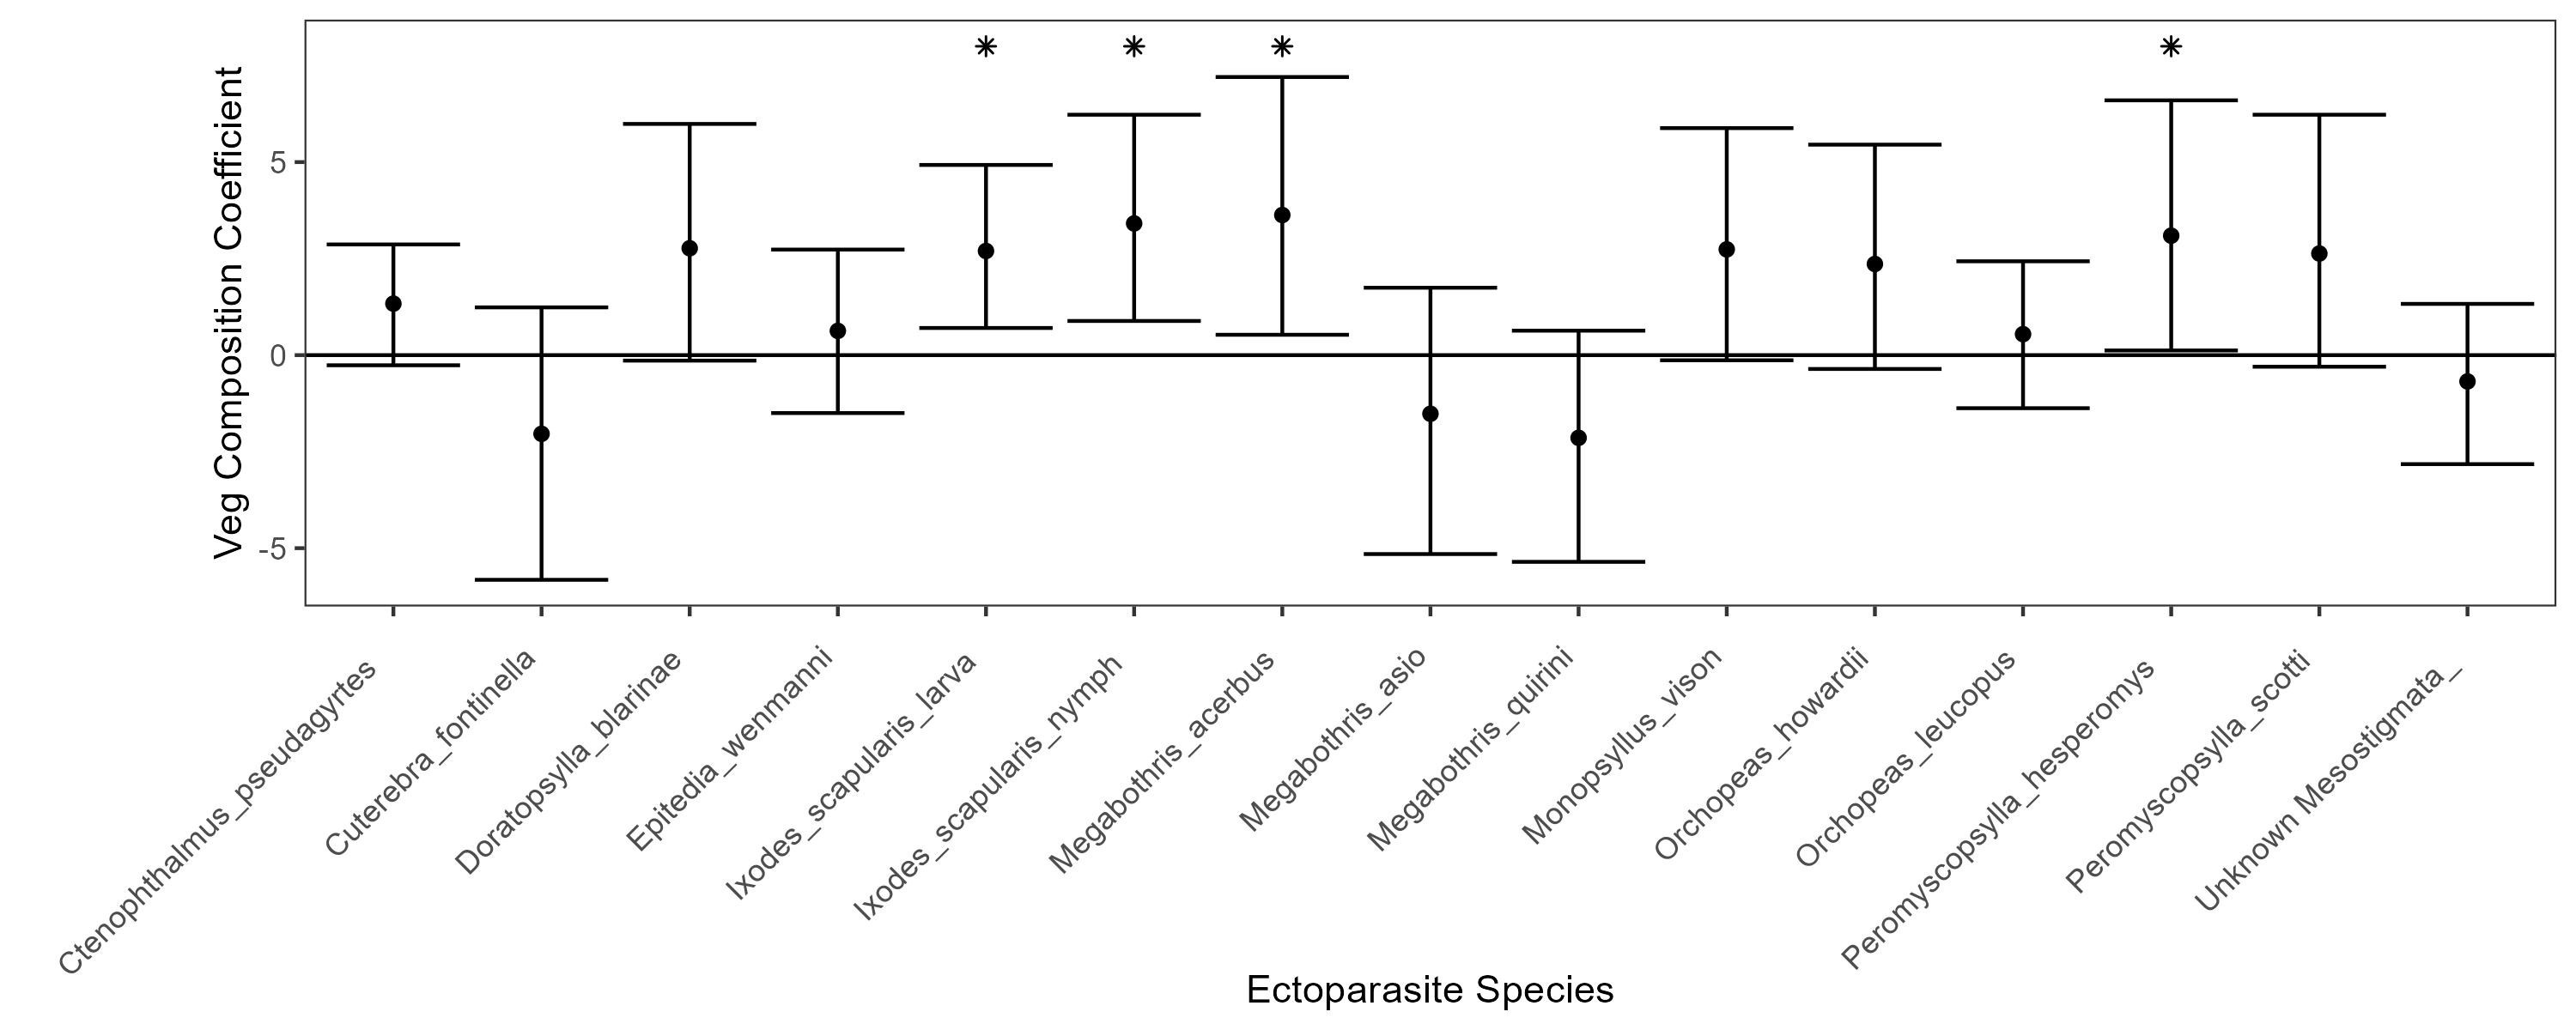 Veg Composition Coefficient
5
0
-5
*
*
*
*
Ctenophthalmus_pseudagyrtes
Cuterebra_fontinella
Doratopsylla_blarinae
Epitedia_wenmanni
Ixodes_scapularis_larva
Ixodes_scapularis_nymph
Megabothris_acerbus
Megabothris_asio
Megabothris_quirini
Monopsyllus_vison
Orchopeas_howardii
Orchopeas_leucopus
Peromyscopsylla_hesperomys
Peromyscopsylla_scotti
Unknown Mesostigmata_
Ectoparasite Species